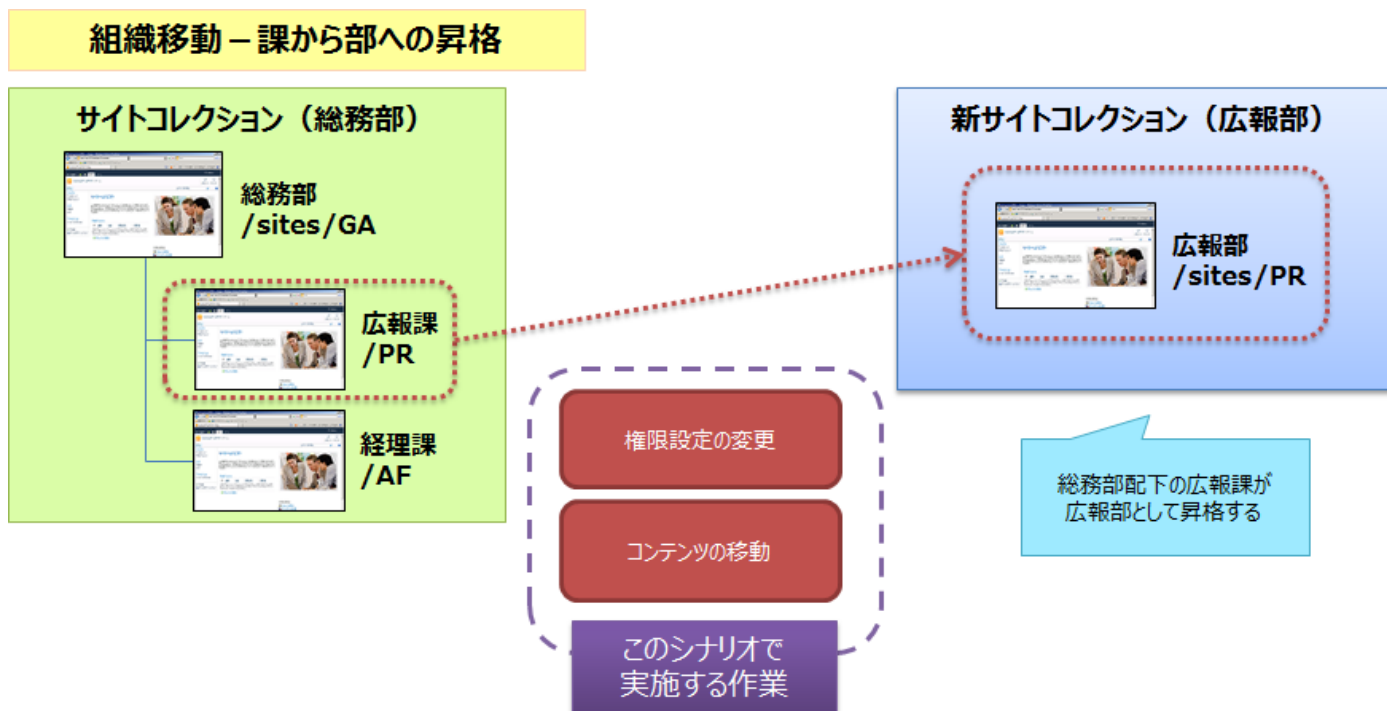 組織移動 – 課から部への昇格
サイトコレクション（総務部）
総務部
/sites/GA
広報課
/PR
経理課
/AF
新サイトコレクション（広報部）
広報部
/sites/PR
権限設定の変更
コンテンツの移動
このシナリオで
実施する作業
総務部配下の広報課が
広報部として昇格する